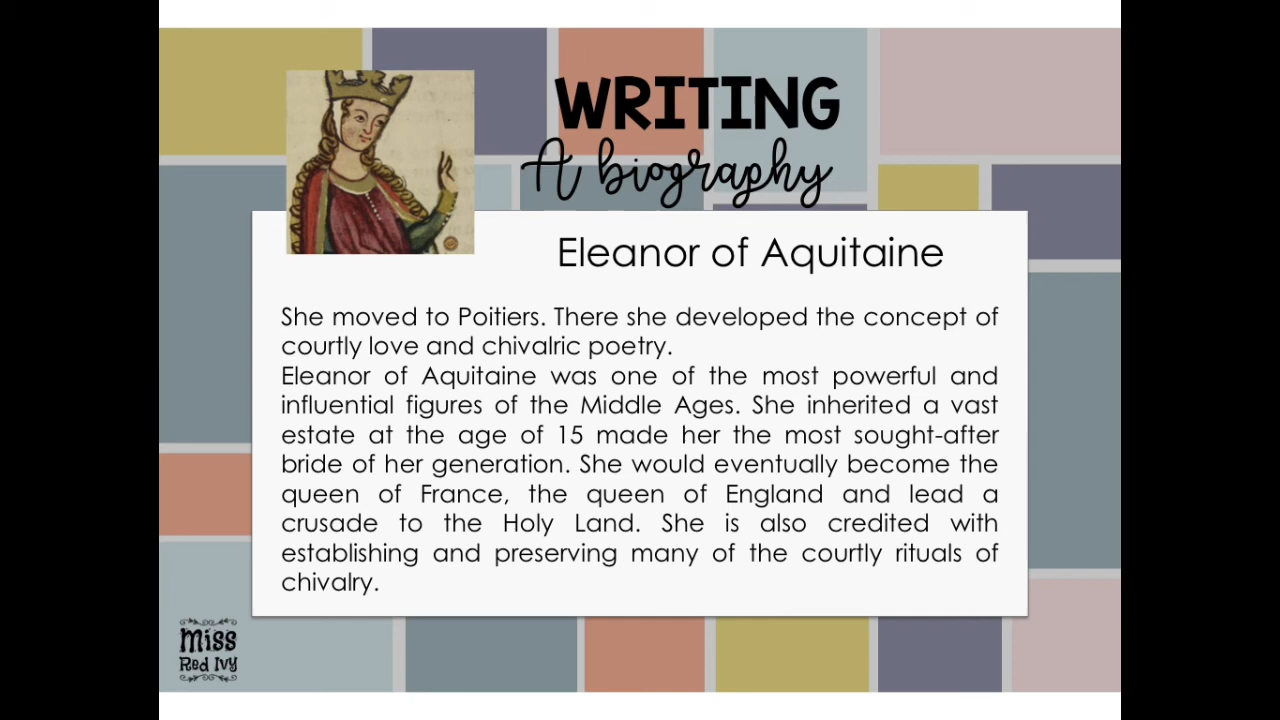 WRITING
A biography
Eleanor of Aquitaine
She moved to Poitiers. There she developed the concept of
courtly love and chivalric poetry.
Eleanor of Aquitaine was one of the most powerful and
influential figures of the Middle Ages. She inherited a vast
estate at the age of 15 made her the most sought-after
bride of her generation. She would eventually become the
queen of France, the queen of England and lead a
crusade to the Holy Land. She is also credited with
establishing and preserving many of the courtly rituals of
chivalry.
Miss
Red Ivy